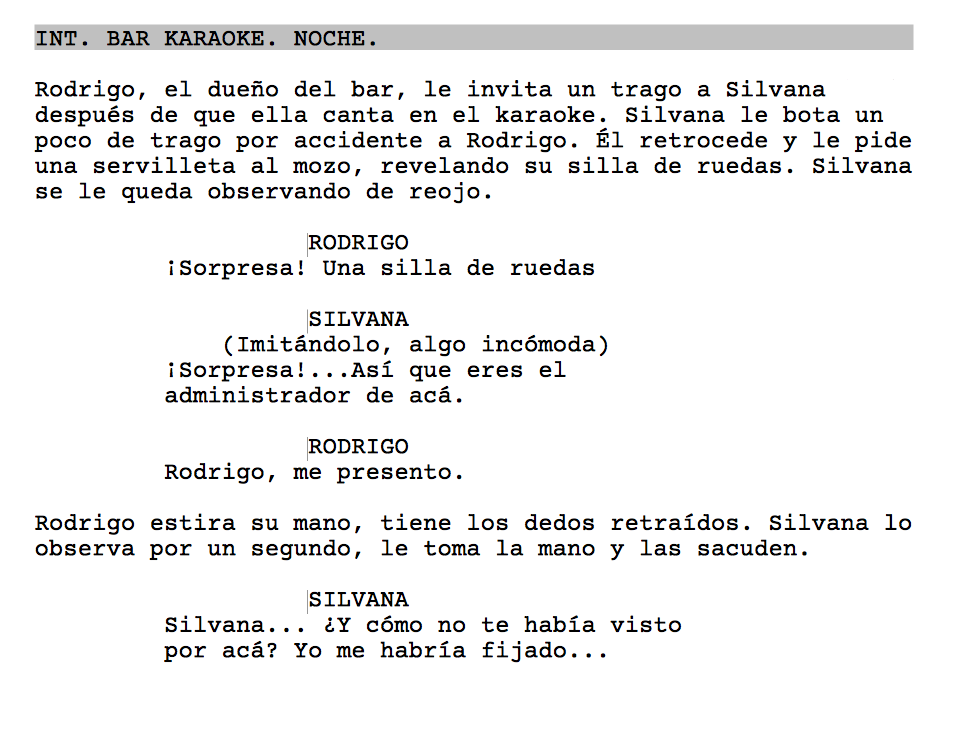 INT. BAR KARAOKE. NOCHE.
Rodrigo, el dueño del bar, le invita un trago a Silvana
después de que ella canta en el karaoke. Silvana le bota un
poco de trago por accidente a Rodrigo. Él retrocede y le pide
una servilleta al mozo, revelando su silla de ruedas. Silvana
se le queda observando de reojo.
RODRIGO
¡Sorpresa! Una silla de ruedas
SILVANA
(Imitándolo, algo incómoda)
¡Sorpresa!...Así que eres el
administrador de acá.
RODRIGO
Rodrigo, me presento.
Rodrigo estira su mano, tiene los dedos retraídos. Silvana lo
observa por un segundo, le toma la mano y las sacuden.
SILVANA
Silvana... ¿Y cómo no te había visto
por acá? Yo me habría fijado...